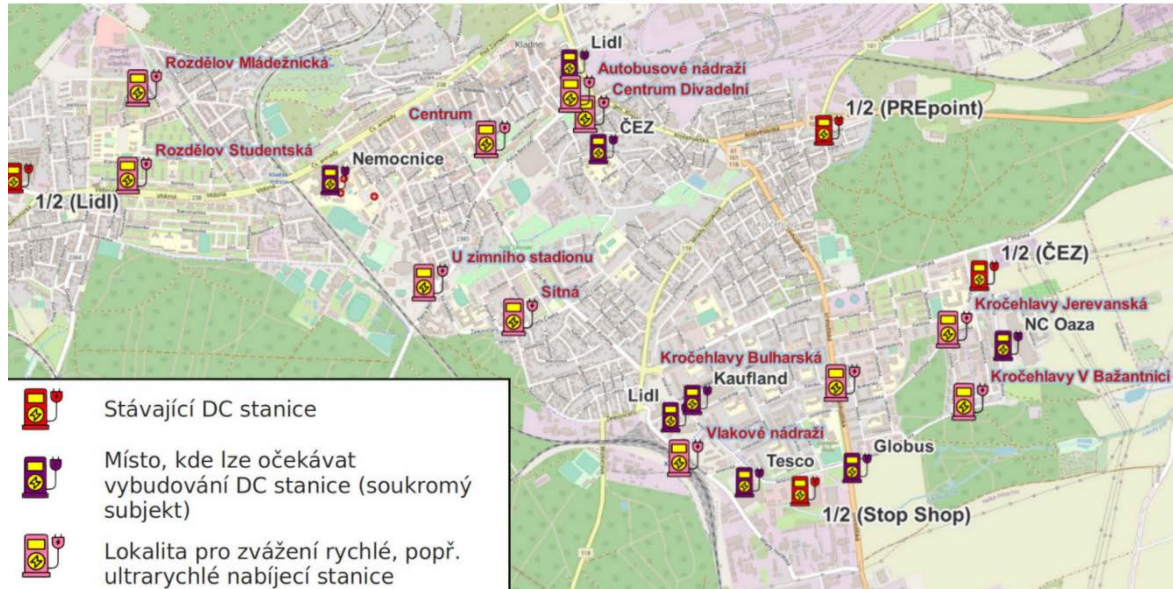 Lidl
Rozdělov Mládežnická
Autobusové nádraží
Centrum Divadelní
Centrum
1/2 (PREpoint)
ČEZ
Rozdělov Studentská
Nemocnice
1/2 (Lidl)
U zimního stadionu
1/2 (ČEZ)
Sítná
Kročehlavy Jerevanská
NC Oaza
Kročehlavy Bulharská
Kaufland
Kročehlavy V Bažantnici
Lidl
Vlakové nádraží
Globus
Tesco
1/2 (Stop Shop)
Stávající DC stanice
Místo, kde lze očekávat
vybudování DC stanice (soukromý
subjekt)
Lokalita pro zvážení rychlé, popř.
ultrarychlé nabíjecí stanice